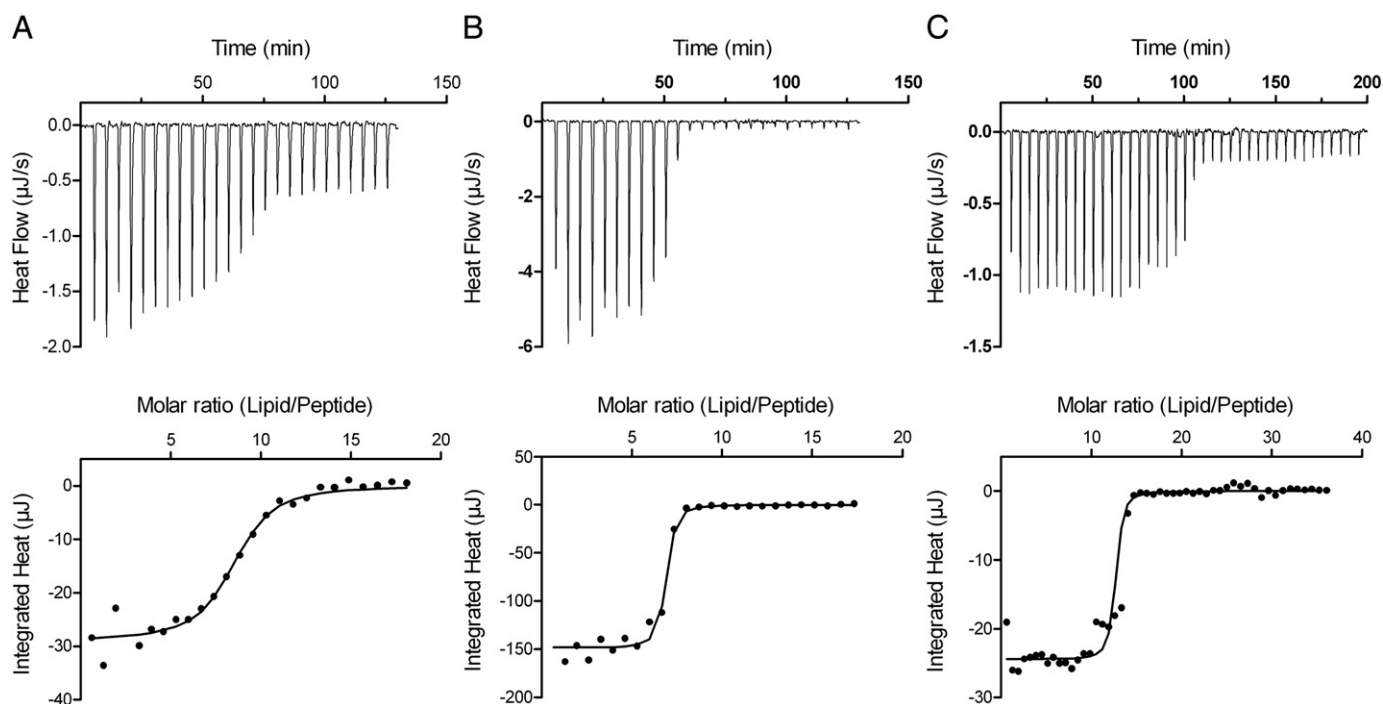 A
Time (min)
50 100 150
Heat Flow (µJ/s)
0.0
-0.5
-1.0
-1.5
-2.0
Molar ratio (Lipid/Peptide)
5 10 15 20
Integrated Heat (µJ)
0
-10
-20
-30
-40
B
Time (min)
50 100 150
Heat Flow (µJ/s)
0
-2
-4
-6
Molar ratio (Lipid/Peptide)
5 10 15 20
Integrated Heat (µJ)
50
0
-50
-100
-150
-200
C
Time (min)
50 100 150 200
Heat Flow (µJ/s)
0.0
-0.5
-1.0
-1.5
Molar ratio (Lipid/Peptide)
10 20 30 40
Integrated Heat (µJ)
0
-10
-20
-30